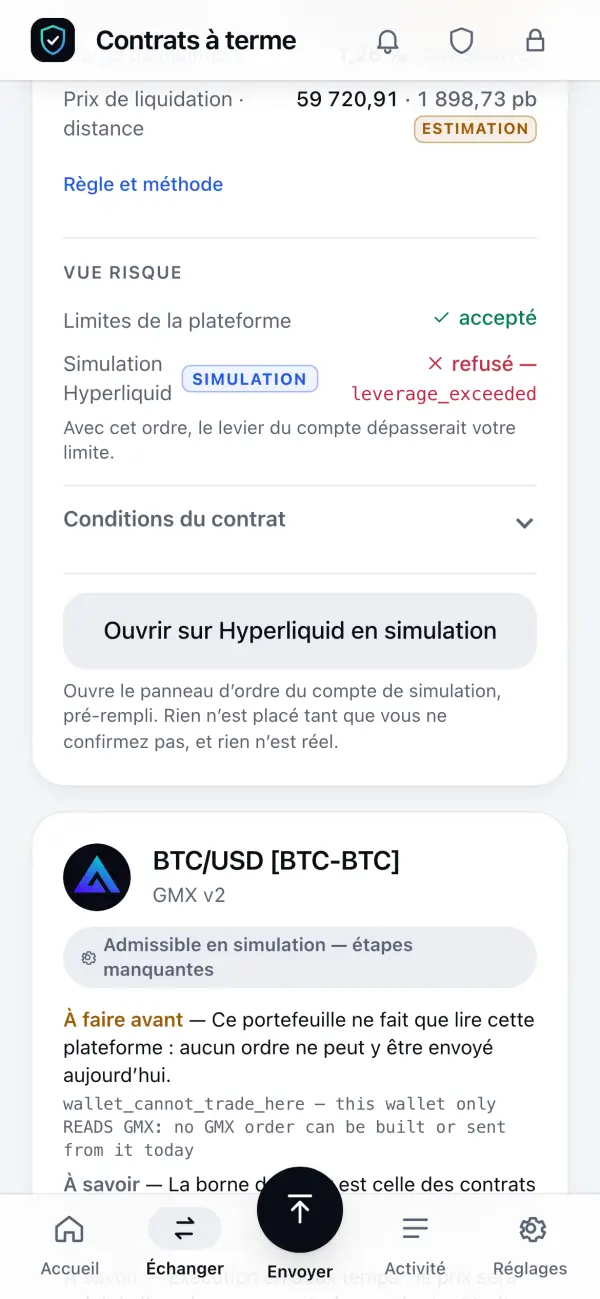 Contrats à terme
Prix de liquidation · 59 720,91 · 1 898,73 pb
distance ESTIMATION
Règle et méthode
VUE RISQUE
Limites de la plateforme ✓ accepté
Simulation SIMULATION × refusé —
Hyperliquid leverage_exceeded
Avec cet ordre, le levier du compte dépasserait votre
limite.
Conditions du contrat
Ouvrir sur Hyperliquid en simulation
Ouvre le panneau d’ordre du compte de simulation,
pré-rempli. Rien n’est placé tant que vous ne
confirmez pas, et rien n’est réel.
BTC/USD [BTC-BTC]
GMX v2
Admissible en simulation — étapes
manquantes
À faire avant — Ce portefeuille ne fait que lire cette
plateforme : aucun ordre ne peut y être envoyé
aujourd’hui.
wallet_cannot_trade_here — this wallet only
READS GMX: no GMX order can be built or sent
from it today
À savoir — La borne est celle des contrats
Accueil
Échanger
Envoyer
Activité
Réglages